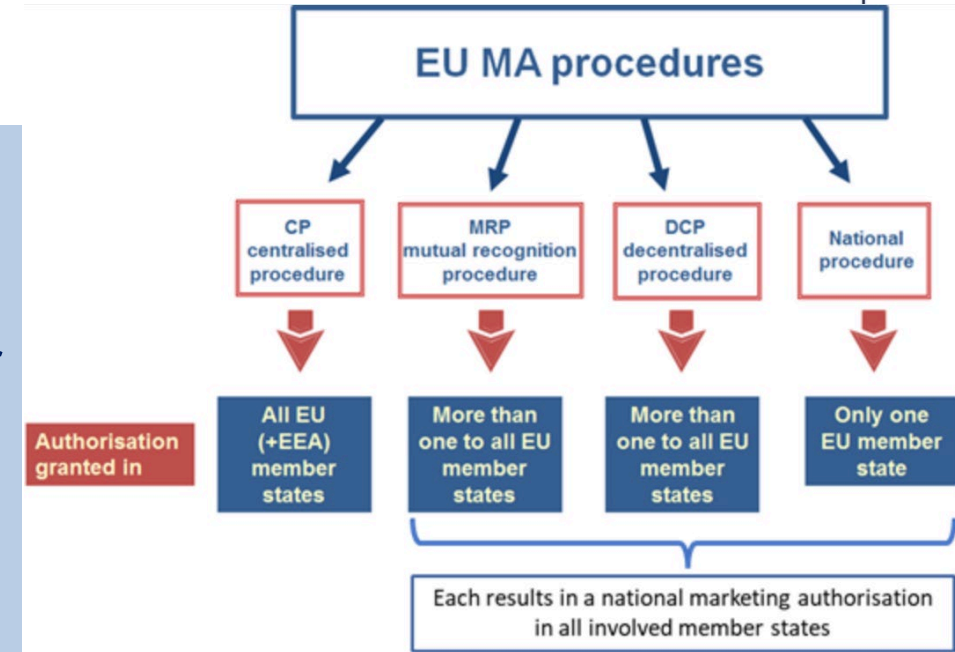 EU MA procedures
CP
centralised
procedure
MRP
mutual recognition
procedure
DCP
decentralised
procedure
National
procedure
Authorisation
granted in
All EU
(+EEA)
member
states
More than
one to all EU
member
states
More than
one to all EU
member
states
Only one
EU member
state
Each results in a national marketing authorisation
in all involved member states